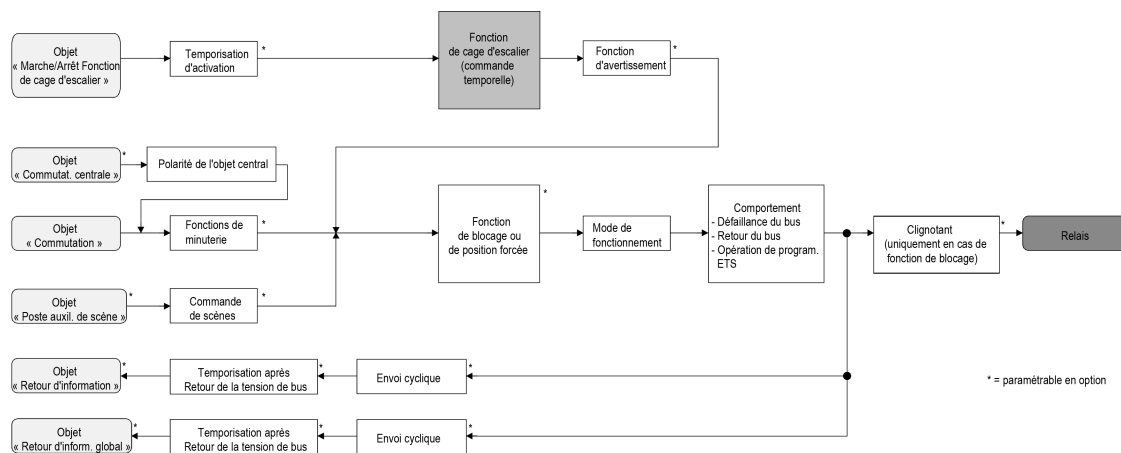 Objet
« Marche/Arrêt Fonction
de cage d'escalier »
Temporisation
d'activation
*
Fonction
de cage d'escalier
(commande
temporelle)
Fonction
d'avertissement
*
Objet
« Commutat. centrale »
*
Polarité de l'objet central
Objet
« Commutation »
Fonctions de
minuterie
*
Fonction
de blocage ou
de position forcée
*
Mode de
fonctionnement
Comportement
- Défaillance du bus
- Retour du bus
- Opération de program.
ETS
Clignotant
(uniquement en cas de
fonction de blocage)
*
Relais
Objet
« Poste auxil. de scène »
*
Commande
de scènes
*
Objet
« Retour d'information »
*
Temporisation après
Retour de la tension de bus
*
Envoi cyclique
*
* = paramétrable en option
Objet
« Retour d'inform. global »
*
Temporisation après
Retour de la tension de bus
*
Envoi cyclique
*